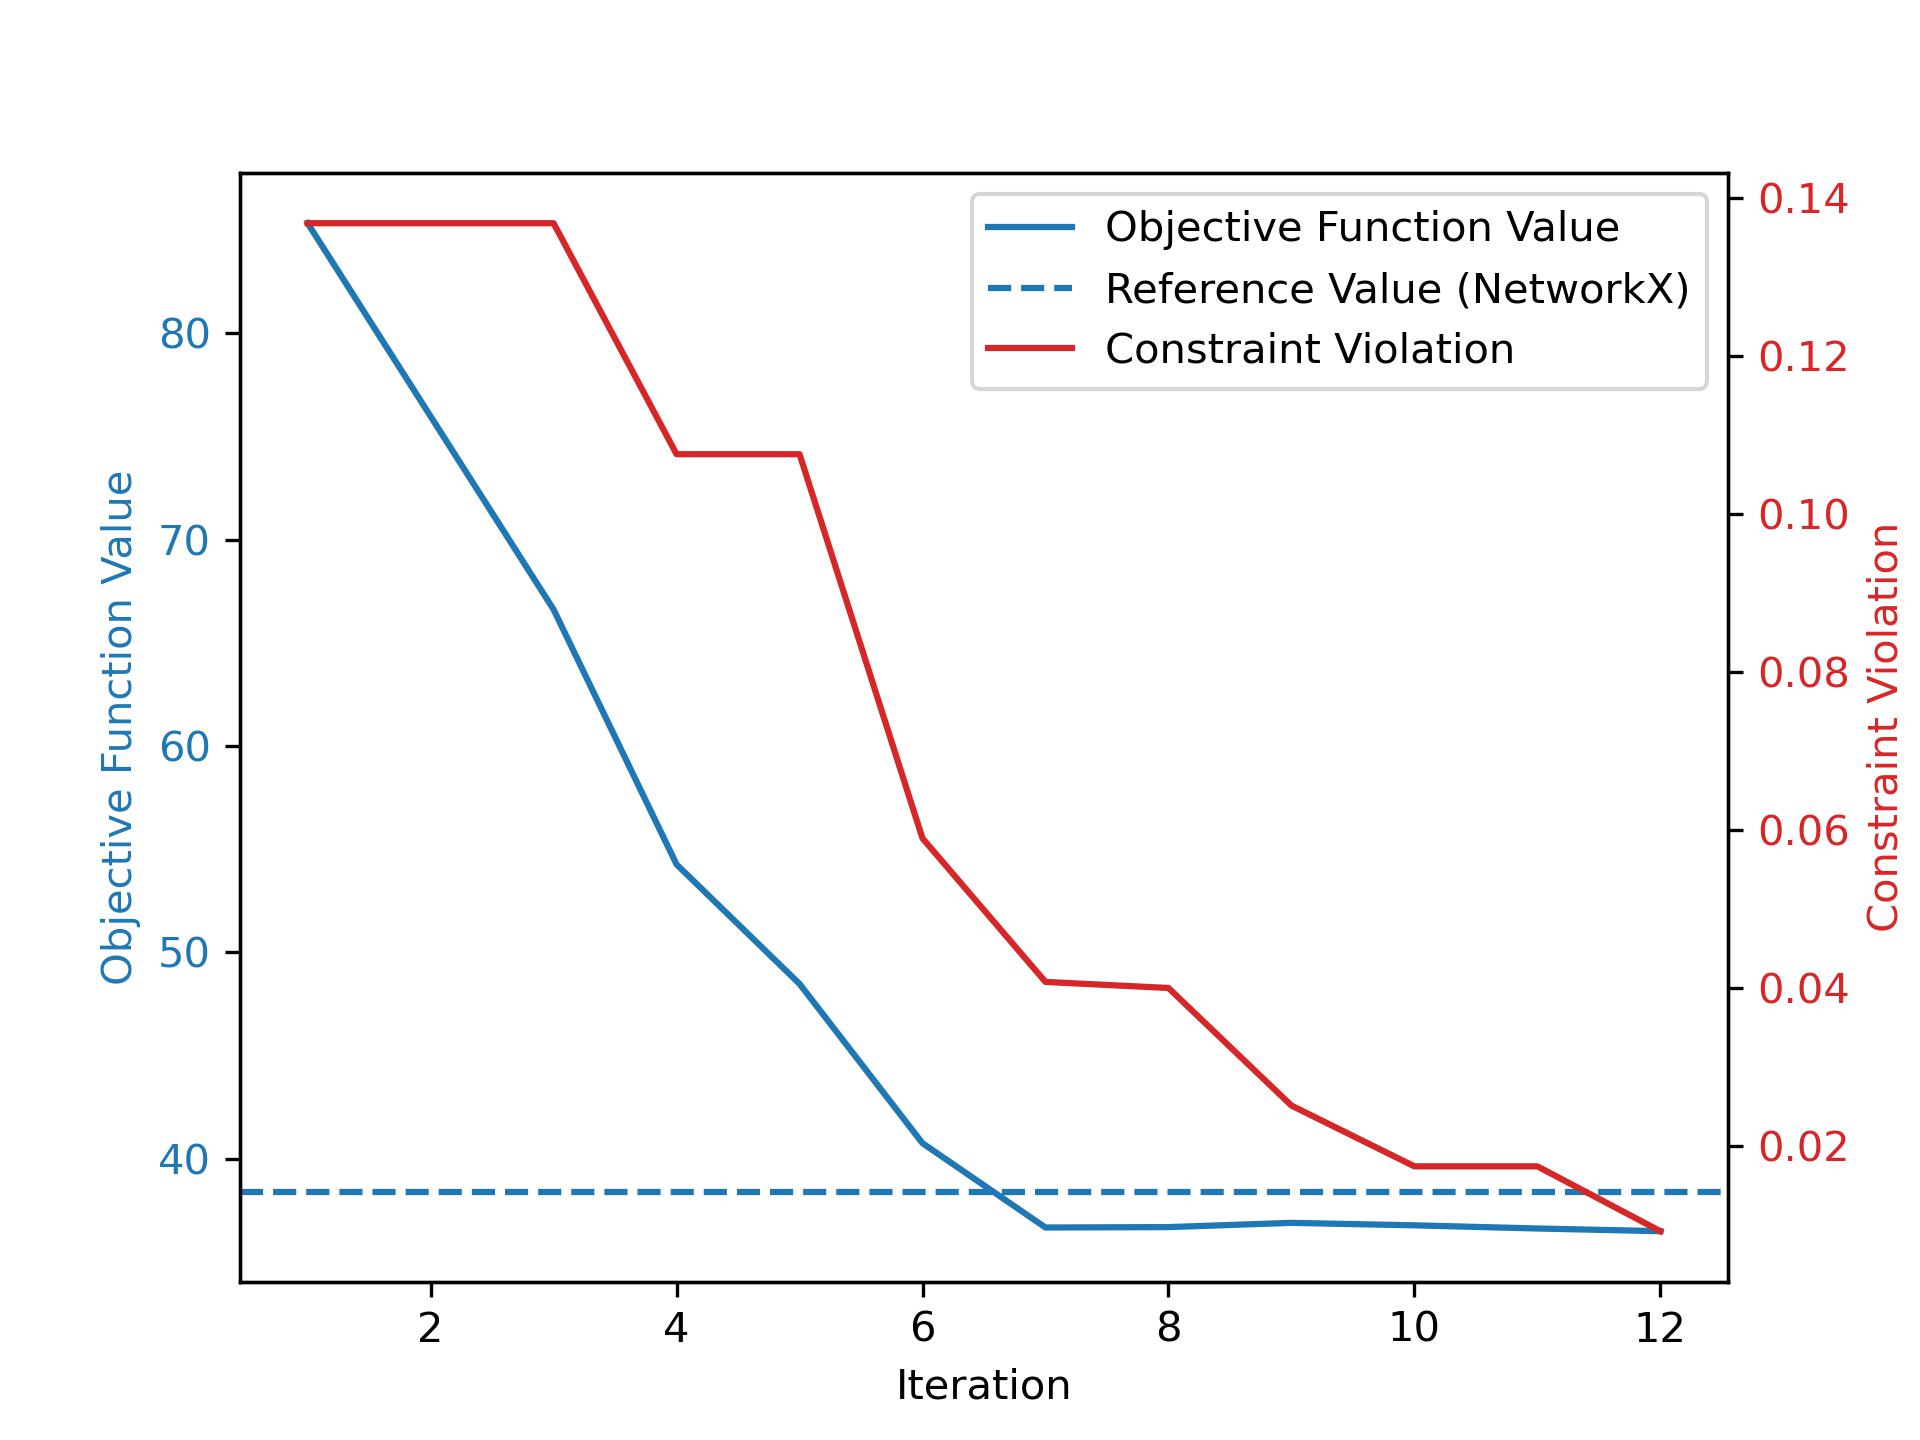 Objective Function Value
Reference Value (NetworkX)
Constraint Violation
80
70
60
50
40
Objective Function Value
0.14
0.12
0.10
0.08
0.06
0.04
0.02
Constraint Violation
2 4 6 8 10 12
Iteration